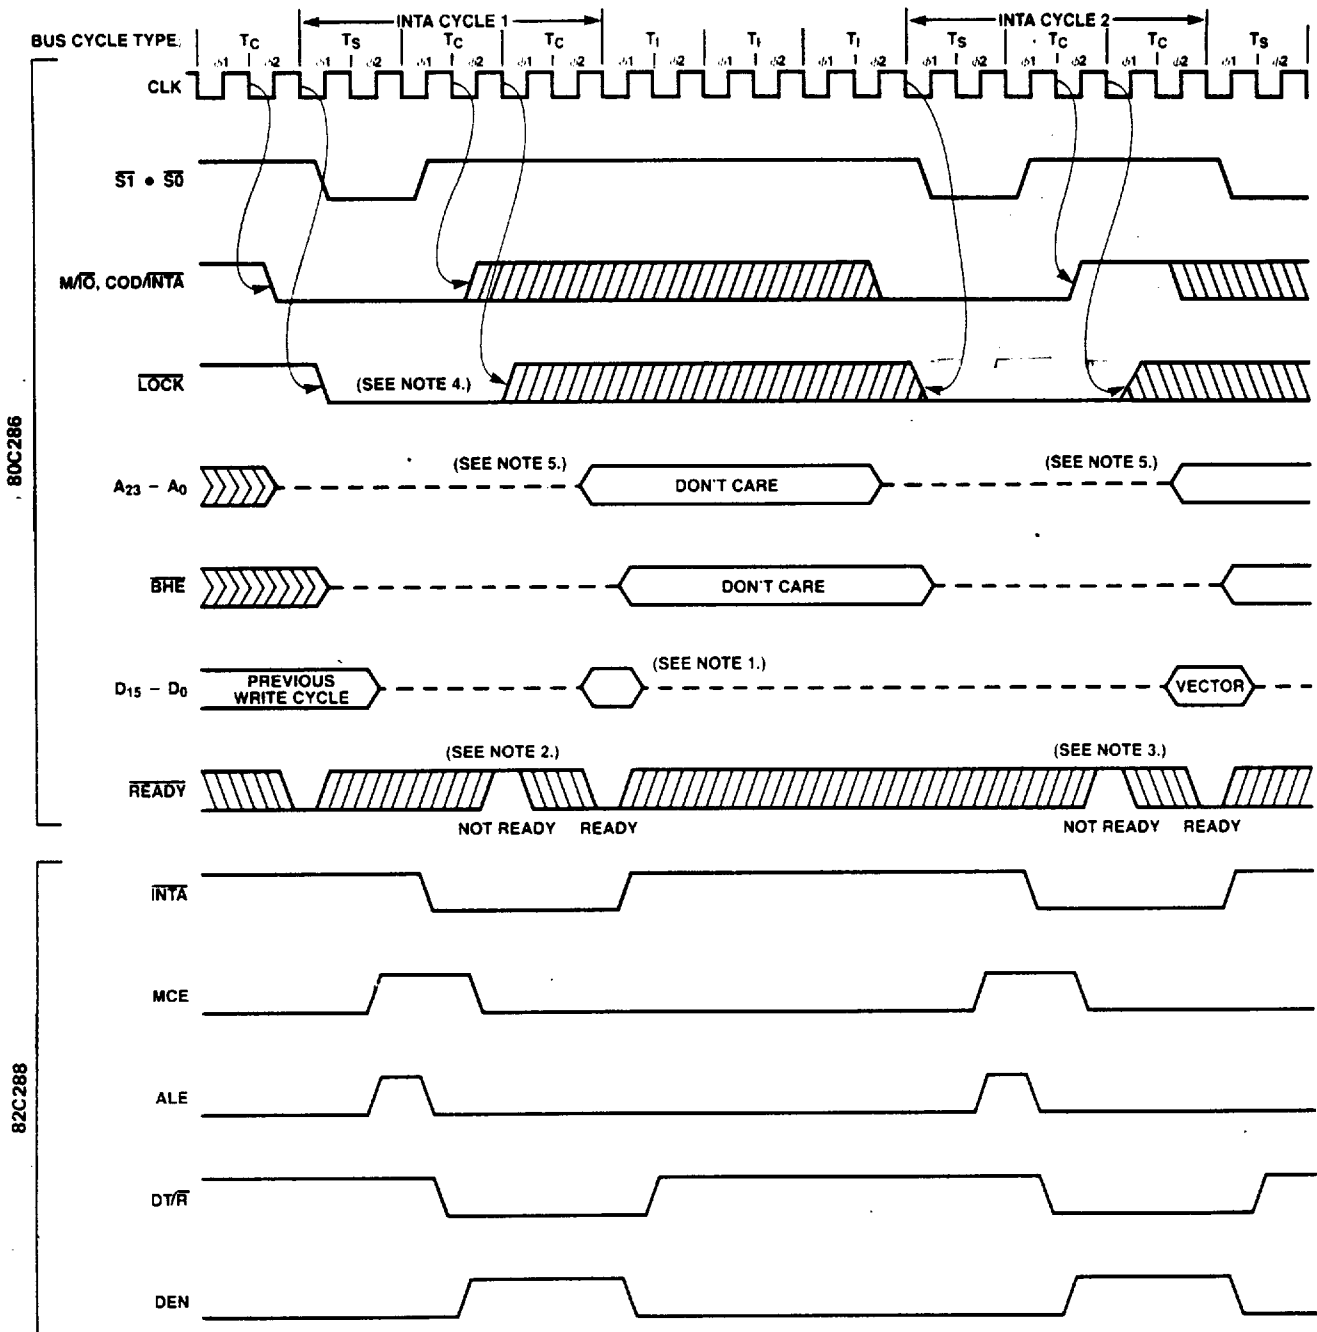 INTA CYCLE 1 INTA CYCLE 2
BUS CYCLE TYPE TC TS TC TC TI TI TI TS TC TC TS
ϕ1 ϕ2 ϕ1 ϕ2 ϕ1 ϕ2 ϕ1 ϕ2 ϕ1 ϕ2 ϕ1 ϕ2 ϕ1 ϕ2 ϕ1 ϕ2 ϕ1 ϕ2 ϕ1 ϕ2 ϕ1 ϕ2
CLK
S1 • S0
M/IO, COD/INTA
LOCK (SEE NOTE 4.)
80C286
(SEE NOTE 5.) (SEE NOTE 5.)
A23 – A0 DON'T CARE
BHE DON'T CARE
(SEE NOTE 1.)
D15 – D0 PREVIOUS WRITE CYCLE VECTOR
(SEE NOTE 2.) (SEE NOTE 3.)
READY
NOT READY READY NOT READY READY
INTA
MCE
82C288
ALE
DT/R
DEN